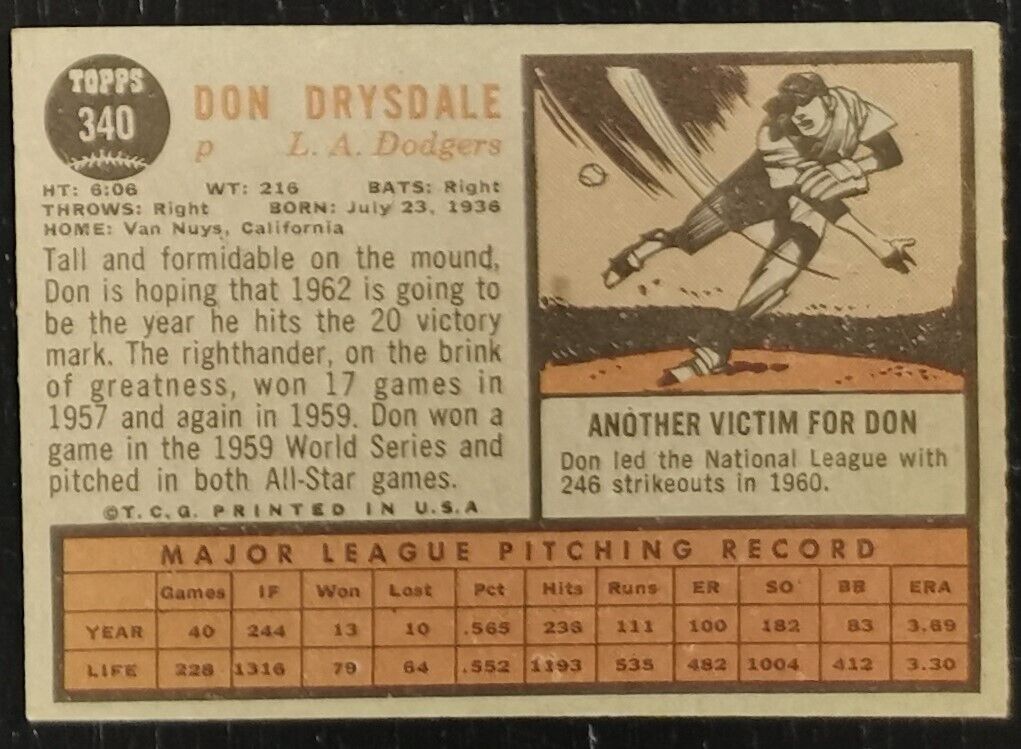 TOPPS
340
DON DRYSDALE
p L. A. Dodgers
HT: 6:06 WT: 216 BATS: Right
THROWS: Right BORN: July 23, 1936
HOME: Van Nuys, California
Tall and formidable on the mound,
Don is hoping that 1962 is going to
be the year he hits the 20 victory
mark. The righthander, on the brink
of greatness, won 17 games in
1957 and again in 1959. Don won a
game in the 1959 World Series and
pitched in both All-Star games.
©T. C. G. PRINTED IN U.S.A
ANOTHER VICTIM FOR DON
Don led the National League with
246 strikeouts in 1960.
MAJOR LEAGUE PITCHING RECORD
Games IP Won Lost Pct Hits Runs ER SO BB ERA
YEAR 40 244 13 10 .565 236 111 100 182 83 3.69
LIFE 228 1316 79 64 .552 1193 535 482 1004 412 3.30